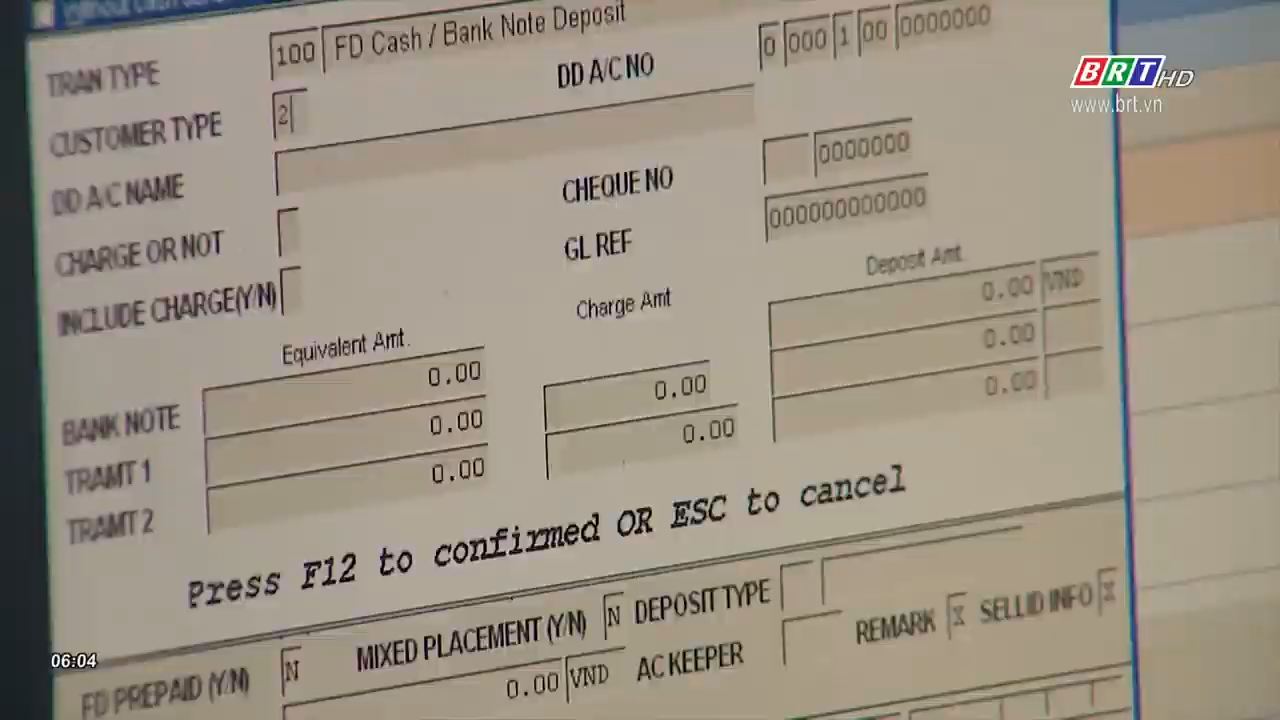 TRAN TYPE 100 FD Cash / Bank Note Deposit
DD A/C NO 0 000 1 00 0000000
BRT HD
www.brt.vn
CUSTOMER TYPE 2
DD A/C NAME
CHEQUE NO 0000000
CHARGE OR NOT
GL REF 000000000000
INCLUDE CHARGE(Y/N)
Equivalent Amt. Charge Amt Deposit Amt.
BANK NOTE 0.00 0.00 0.00 VND
TRAMT 1 0.00 0.00 0.00
TRAMT 2 0.00 0.00
Press F12 to confirmed OR ESC to cancel
FD PREPAID (Y/N) N MIXED PLACEMENT (Y/N) N DEPOSIT TYPE
0.00 VND AC KEEPER REMARK X SELLID INFO X
06:04